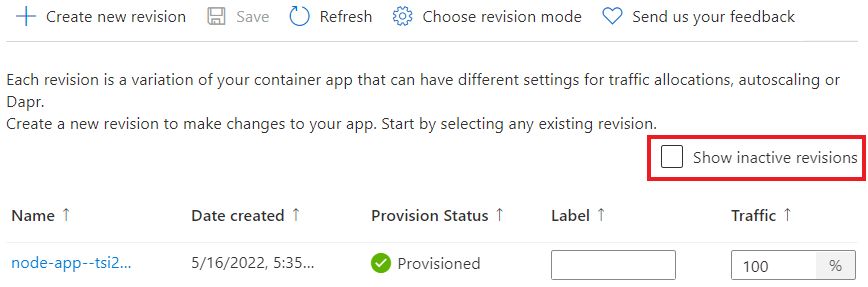 Create new revision Save Refresh Choose revision mode Send us your feedback
Each revision is a variation of your container app that can have different settings for traffic allocations, autoscaling or
Dapr.
Create a new revision to make changes to your app. Start by selecting any existing revision.
Show inactive revisions
Name ↑ Date created ↑ Provision Status ↑ Label ↑ Traffic ↑
node-app--tsi2... 5/16/2022, 5:35... Provisioned 100 %